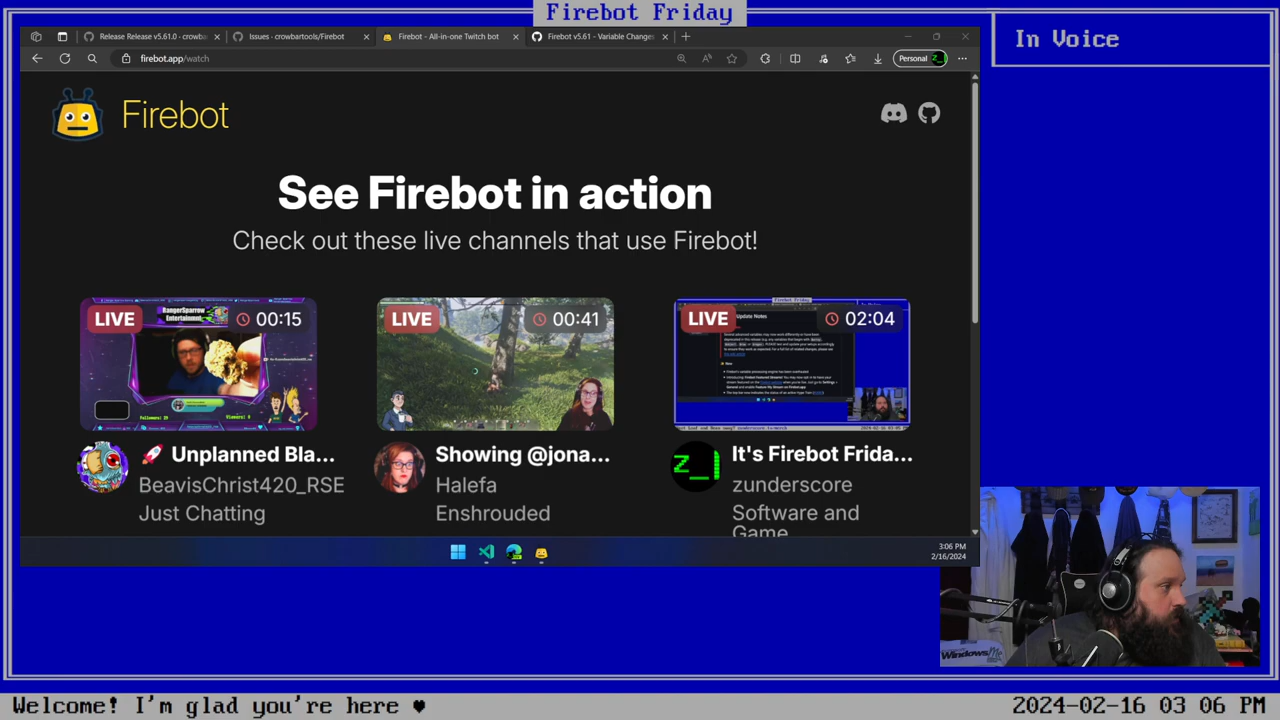 Firebot Friday
In Voice
Release Release v5.61.0 · crowbar
Issues · crowbartools/Firebot
Firebot - All-in-one Twitch bot
Firebot v5.61 - Variable Changes
firebot.app/watch
Personal
Firebot
See Firebot in action
Check out these live channels that use Firebot!
LIVE 00:15
LIVE 00:41
LIVE 02:04
🚀 Unplanned Bla...
BeavisChrist420_RSE
Just Chatting
Showing @jona...
Halefa
Enshrouded
It's Firebot Frida...
zunderscore
Software and
Game
3:06 PM
2/16/2024
Windows Me
Welcome! I'm glad you're here ♥
2024-02-16 03 06 PM